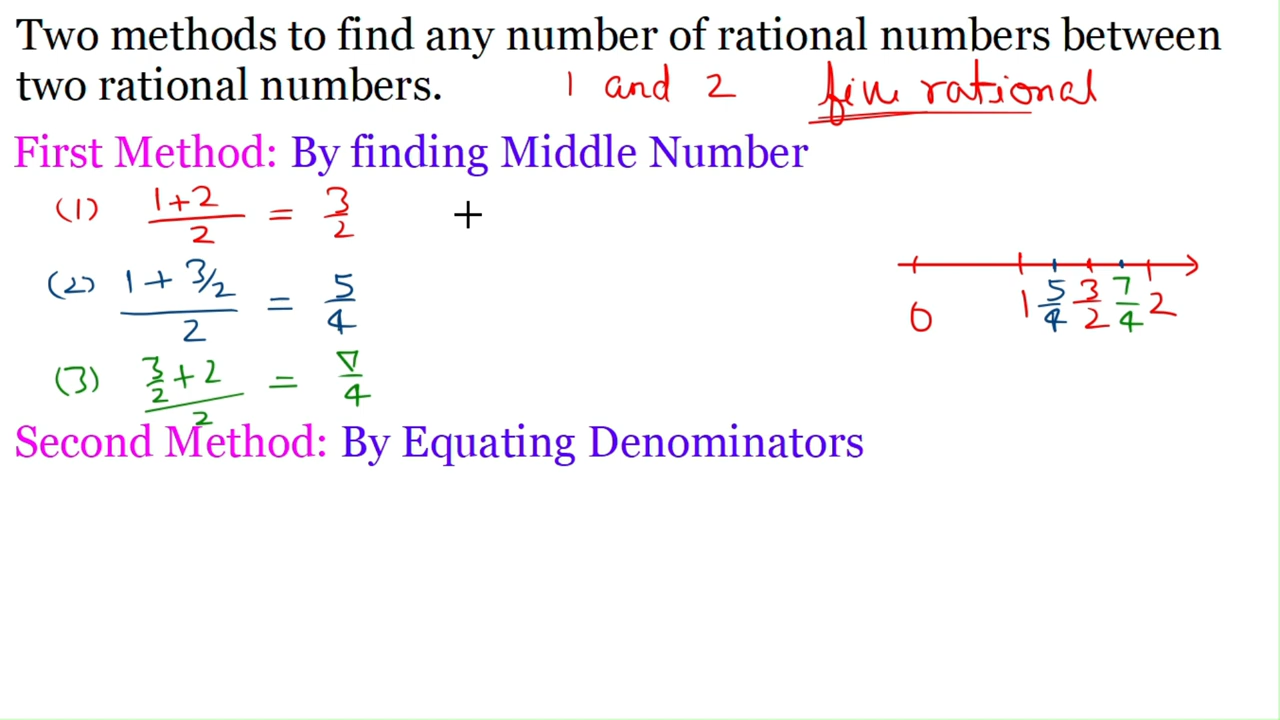 Two methods to find any number of rational numbers between
two rational numbers. 1 and 2 five rational
First Method: By finding Middle Number
(1) (1+2)/2 = 3/2
(2) (1 + 3/2)/2 = 5/4
(3) (3/2 + 2)/2 = 7/4
0 1 5/4 3/2 7/4 2
Second Method: By Equating Denominators